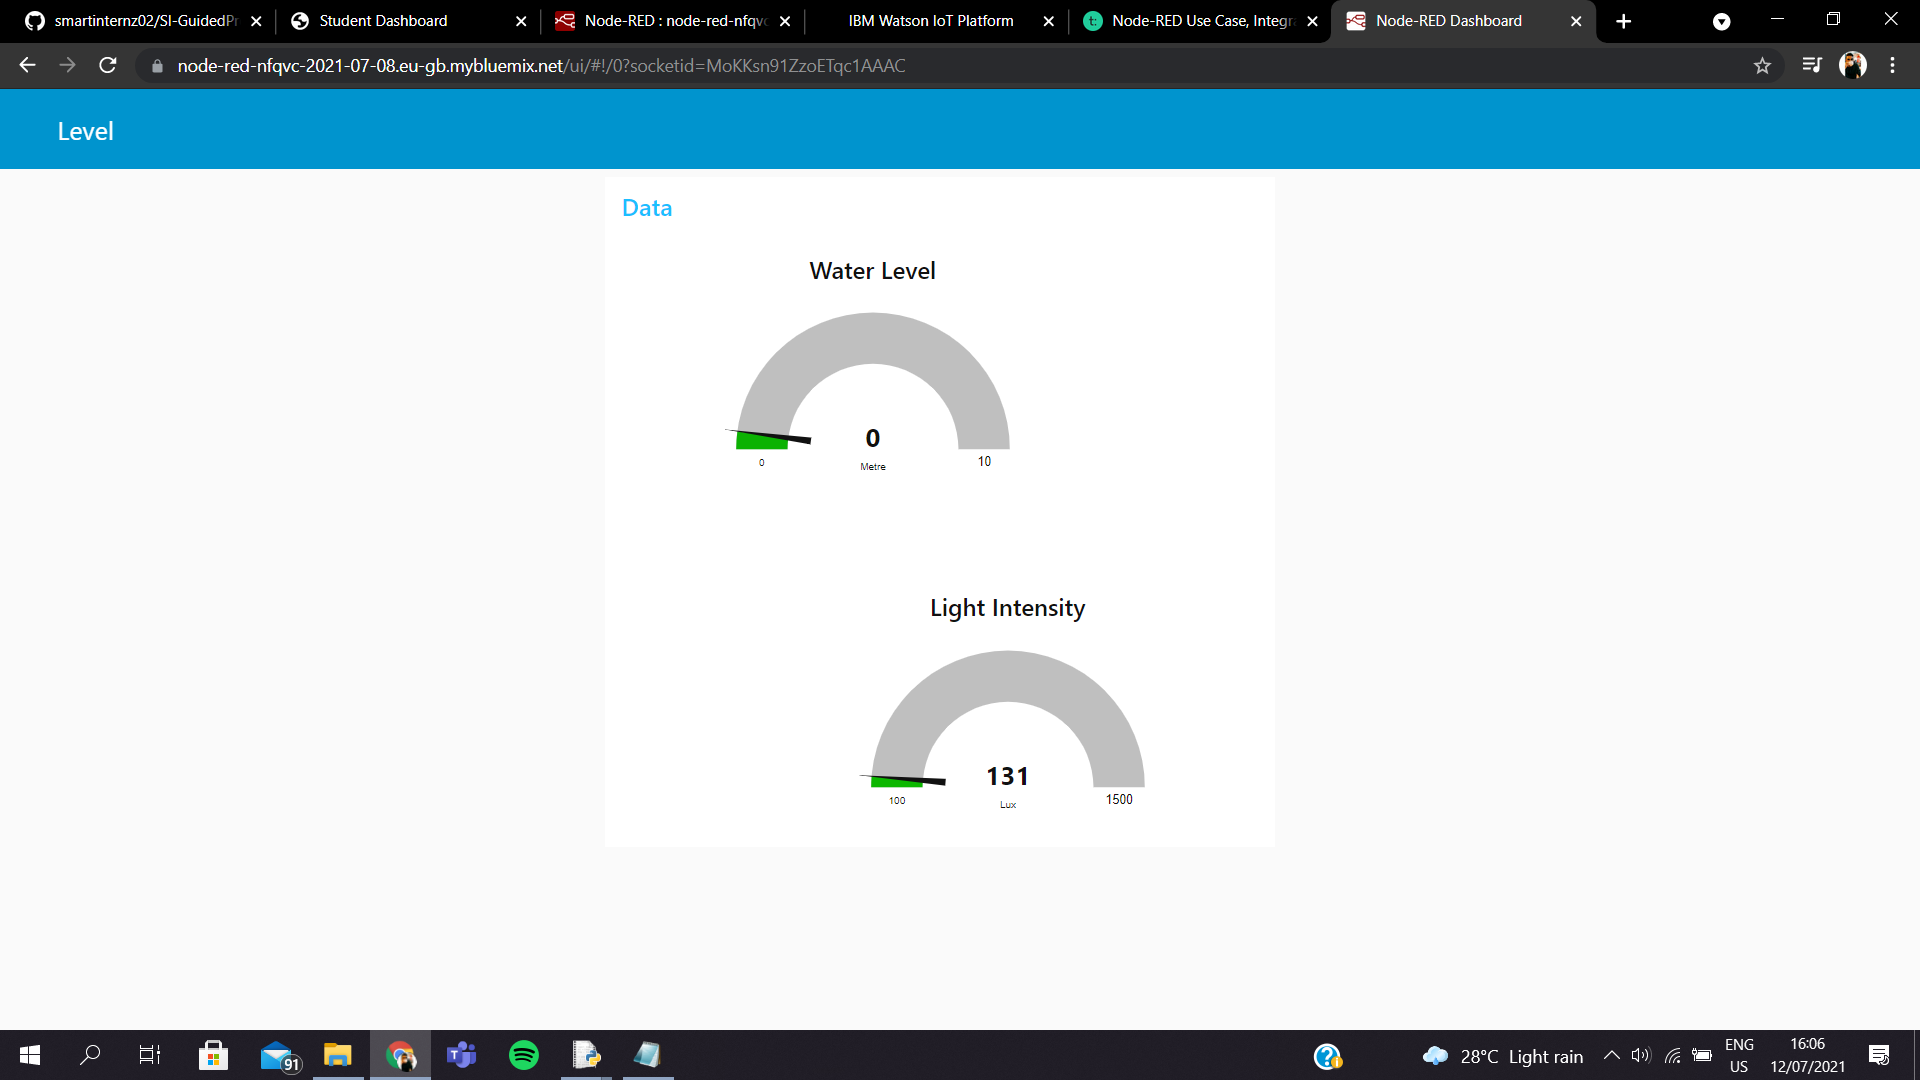 smartinternz02/SI-GuidedPr
Student Dashboard
Node-RED : node-red-nfqvc
IBM Watson IoT Platform
Node-RED Use Case, Integra
Node-RED Dashboard
node-red-nfqvc-2021-07-08.eu-gb.mybluemix.net/ui/#!/0?socketid=MoKKsn91ZzoETqc1AAAC
Level
Data
Water Level
0
0
Metre
10
Light Intensity
131
100
Lux
1500
91
28°C Light rain
ENG
US
16:06
12/07/2021